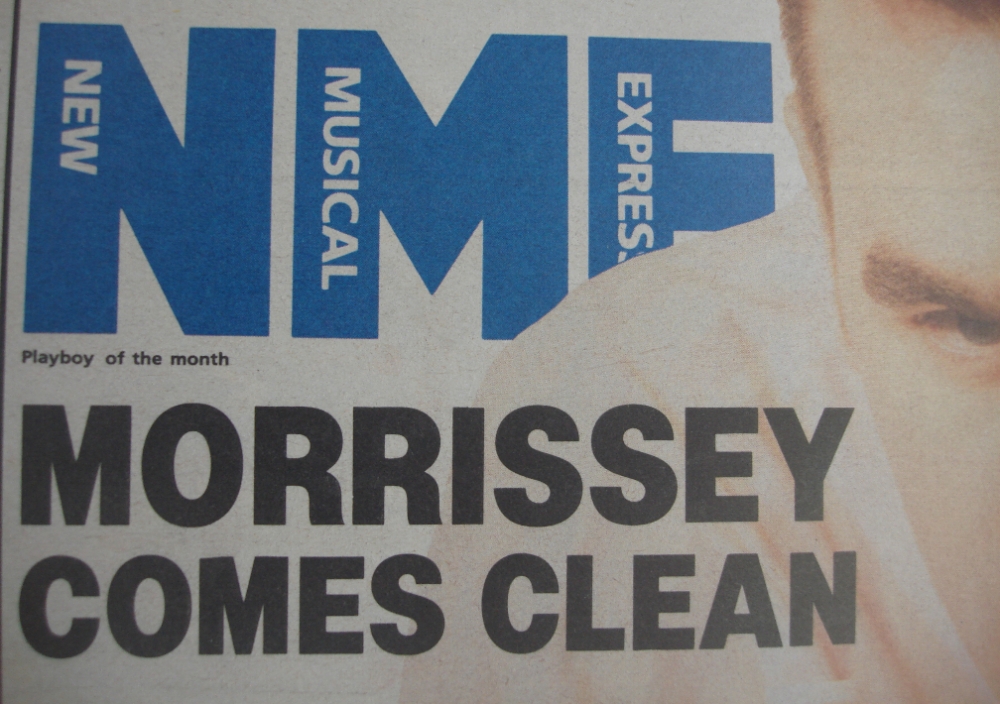 NME
NEW
MUSICAL
EXPRES
Playboy of the month
MORRISSEY
COMES CLEAN